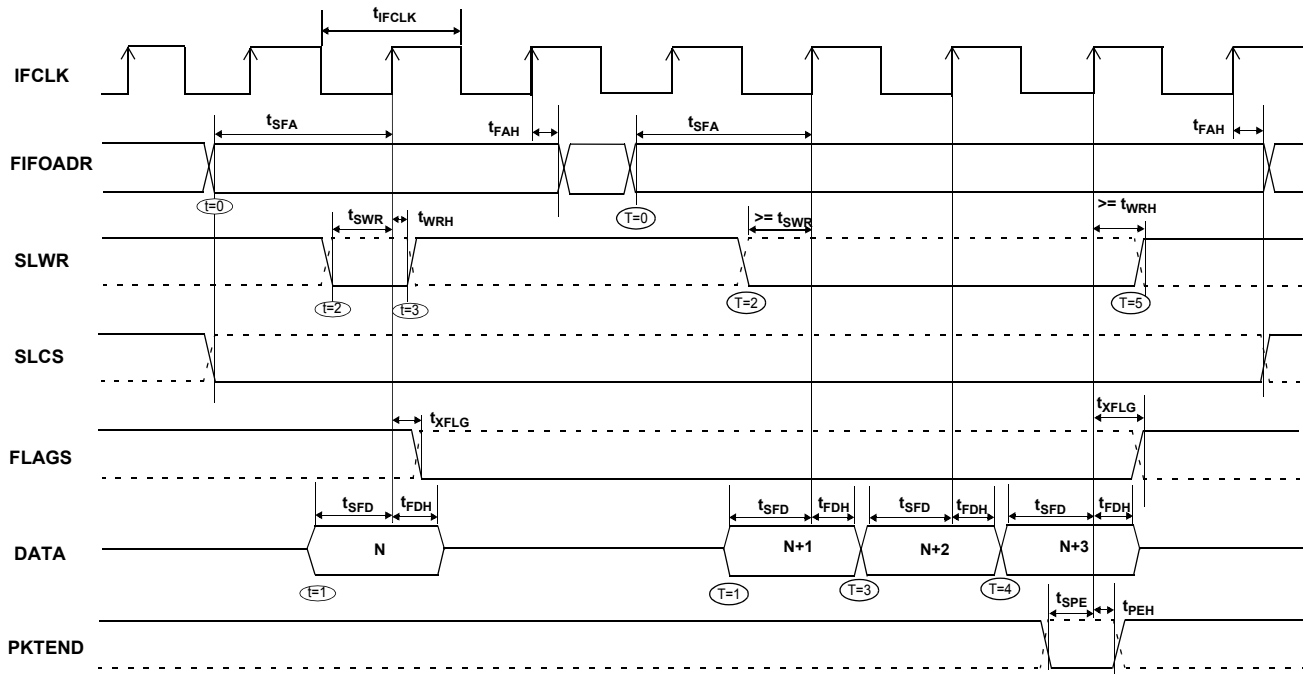 tIFCLK
IFCLK
tSFA
tFAH
tSFA
tFAH
FIFOADR
t=0
tSWR
tWRH
T=0
>= tSWR
>= tWRH
SLWR
t=2
t=3
T=2
T=5
SLCS
tXFLG
tXFLG
FLAGS
tSFD
tFDH
tSFD
tFDH
tSFD
tFDH
tSFD
tFDH
DATA
N
N+1
N+2
N+3
t=1
T=1
T=3
T=4
tSPE
tPEH
PKTEND